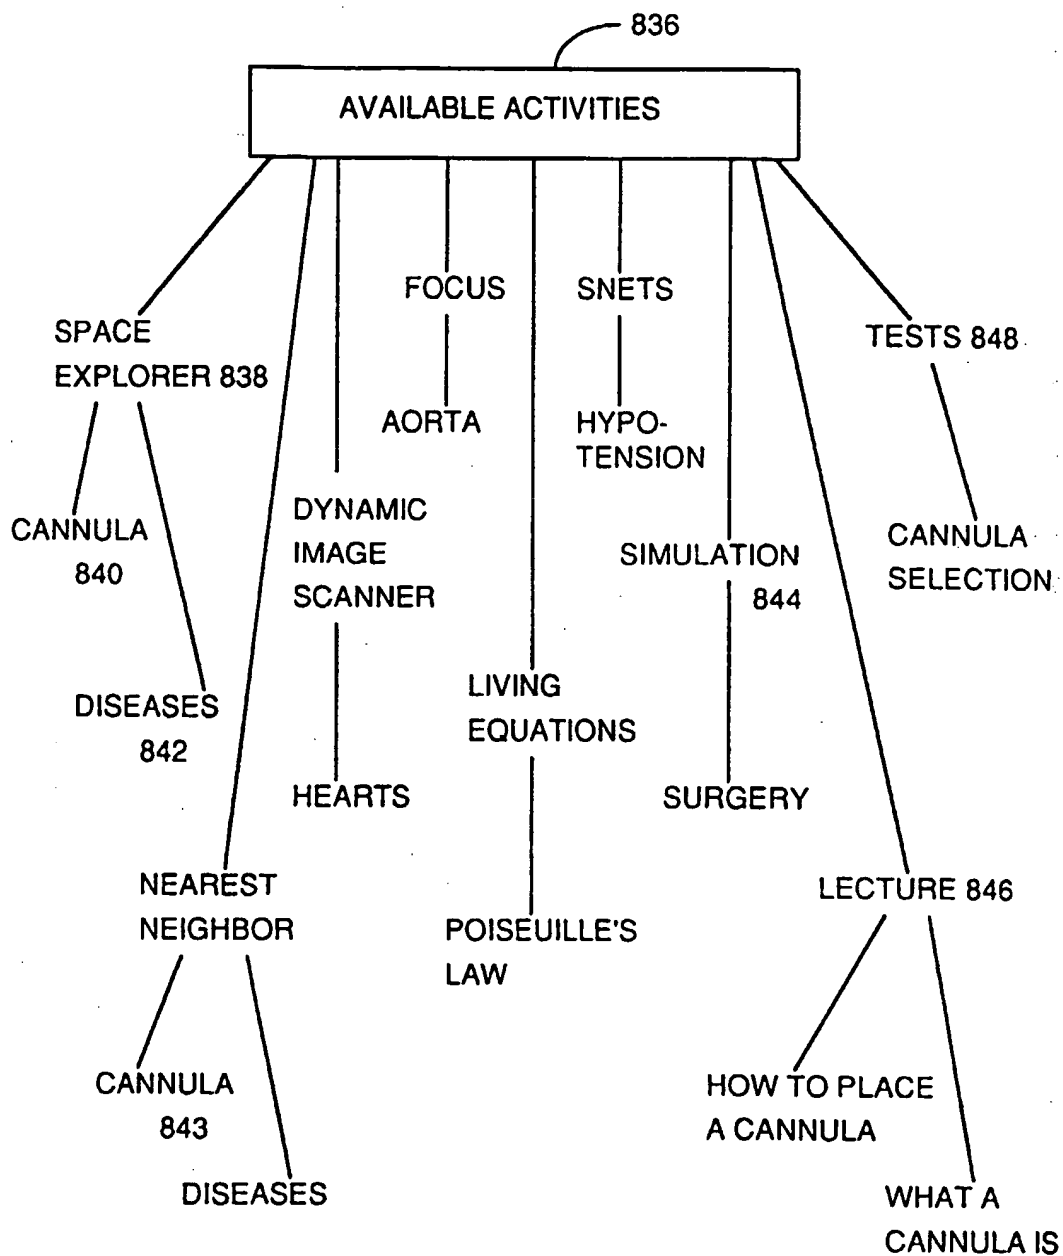 836
AVAILABLE ACTIVITIES
FOCUS
SNETS
SPACE
EXPLORER 838
TESTS 848
AORTA
HYPO-
TENSION
DYNAMIC
IMAGE
SCANNER
CANNULA
840
SIMULATION
844
CANNULA
SELECTION
DISEASES
842
LIVING
EQUATIONS
HEARTS
SURGERY
NEAREST
NEIGHBOR
LECTURE 846
POISEUILLE'S
LAW
CANNULA
843
HOW TO PLACE
A CANNULA
DISEASES
WHAT A
CANNULA IS